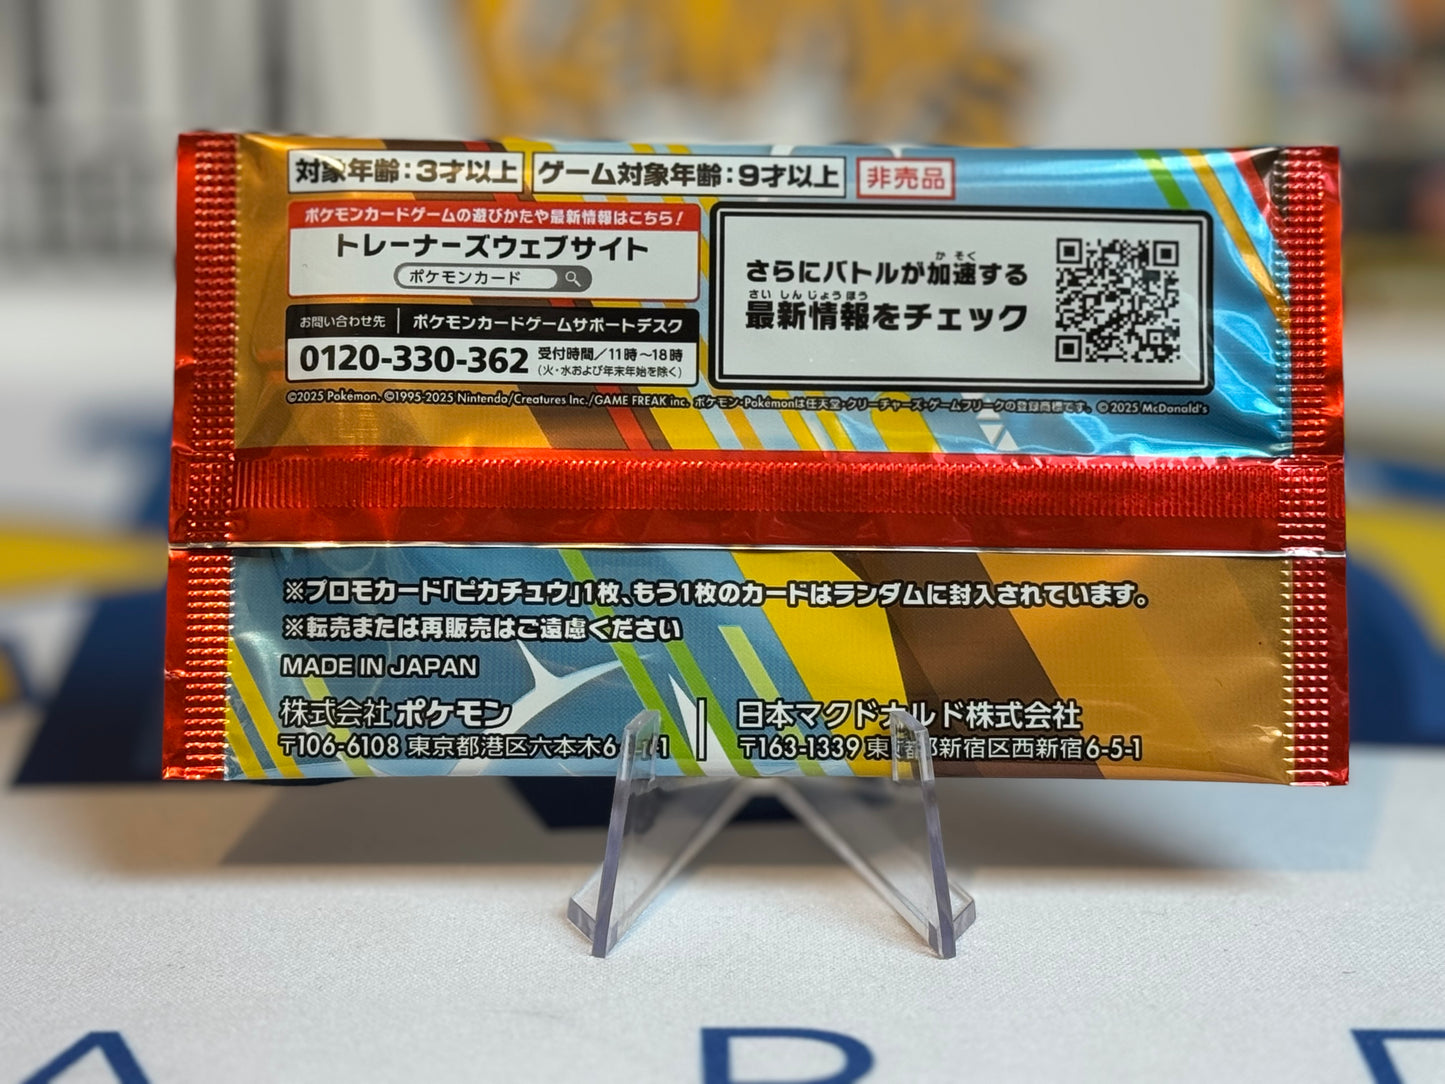 対象年齢：3才以上 ゲーム対象年齢：9才以上 非売品
ポケモンカードゲームの遊びかたや最新情報はこちら！
トレーナーズウェブサイト
ポケモンカード
お問い合わせ先 ポケモンカードゲームサポートデスク
0120-330-362 受付時間／11時～18時
（火・水および年末年始を除く）
かそく
さらにバトルが加速する
さいしんじょうほう
最新情報をチェック
©2025 Pokémon. ©1995-2025 Nintendo/Creatures Inc./GAME FREAK inc. ポケモン・Pokémonは任天堂・クリーチャーズ・ゲームフリークの登録商標です。 ©2025 McDonald's
※プロモカード「ピカチュウ」1枚、もう1枚のカードはランダムに封入されています。
※転売または再販売はご遠慮ください
MADE IN JAPAN
株式会社ポケモン
〒106-6108 東京都港区六本木6
日本マクドナルド株式会社
〒163-1339 東京都新宿区西新宿6-5-1
A B